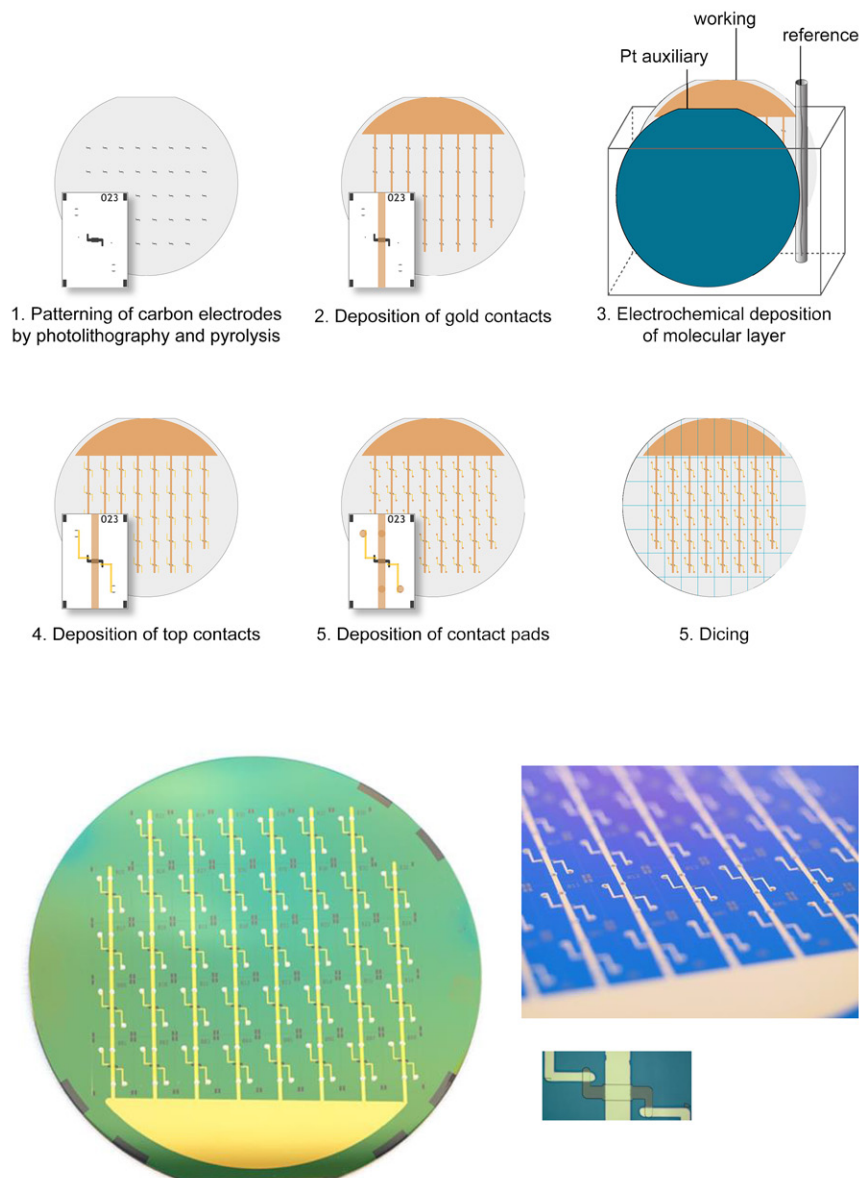 working
reference
Pt auxiliary
023
023
1. Patterning of carbon electrodes
by photolithography and pyrolysis
2. Deposition of gold contacts
3. Electrochemical deposition
of molecular layer
023
023
4. Deposition of top contacts
5. Deposition of contact pads
5. Dicing